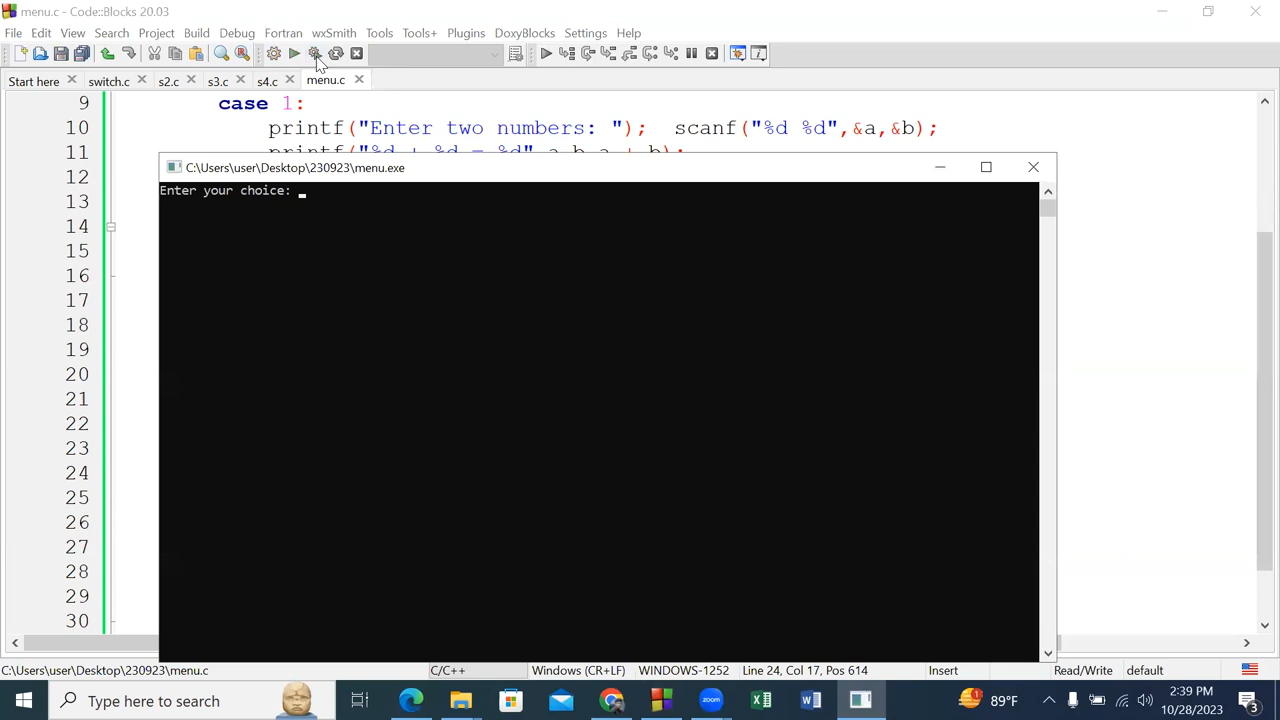 menu.c - Code::Blocks 20.03
File Edit View Search Project Build Debug Fortran wxSmith Tools Tools+ Plugins DoxyBlocks Settings Help
Start here switch.c s2.c s3.c s4.c menu.c
9 case 1:
10 printf("Enter two numbers: "); scanf("%d %d",&a,&b);
11 printf("%d + %d = %d",a,b,a + b);
C:\Users\user\Desktop\230923\menu.exe
Enter your choice:
12
13
14
15
16
17
18
19
20
21
22
23
24
25
26
27
28
29
30
C:\Users\user\Desktop\230923\menu.c C/C++ Windows (CR+LF) WINDOWS-1252 Line 24, Col 17, Pos 614 Insert Read/Write default
Type here to search 89°F 2:39 PM
10/28/2023 3